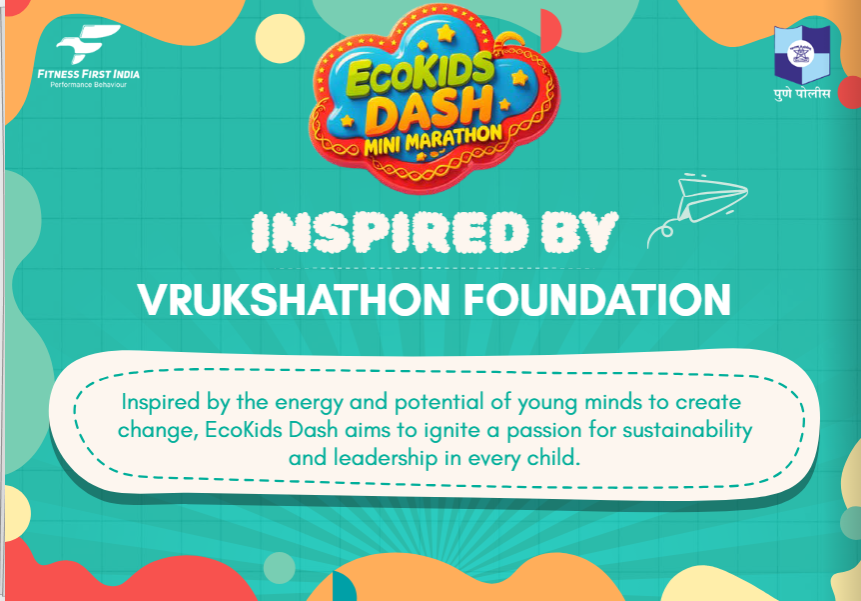 FITNESS FIRST INDIA
Performance Behaviour
ECOKIDS
DASH
MINI MARATHON
पुणे पोलीस
INSPIRED BY
VRUKSHATHON FOUNDATION
Inspired by the energy and potential of young minds to create
change, EcoKids Dash aims to ignite a passion for sustainability
and leadership in every child.